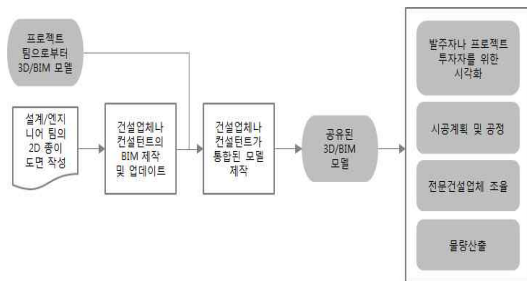 프로젝트
팀으로부터
3D/BIM 모델
설계/엔지
니어 팀의
2D 종이
도면 작성
건설업체나
컨설턴트의
BIM 제작
및 업데이트
건설업체나
컨설턴트가
통합된 모델
제작
공유된
3D/BIM
모델
발주자나 프로젝트
투자자를 위한
시각화
시공계획 및 공정
전문건설업체 조율
물량산출